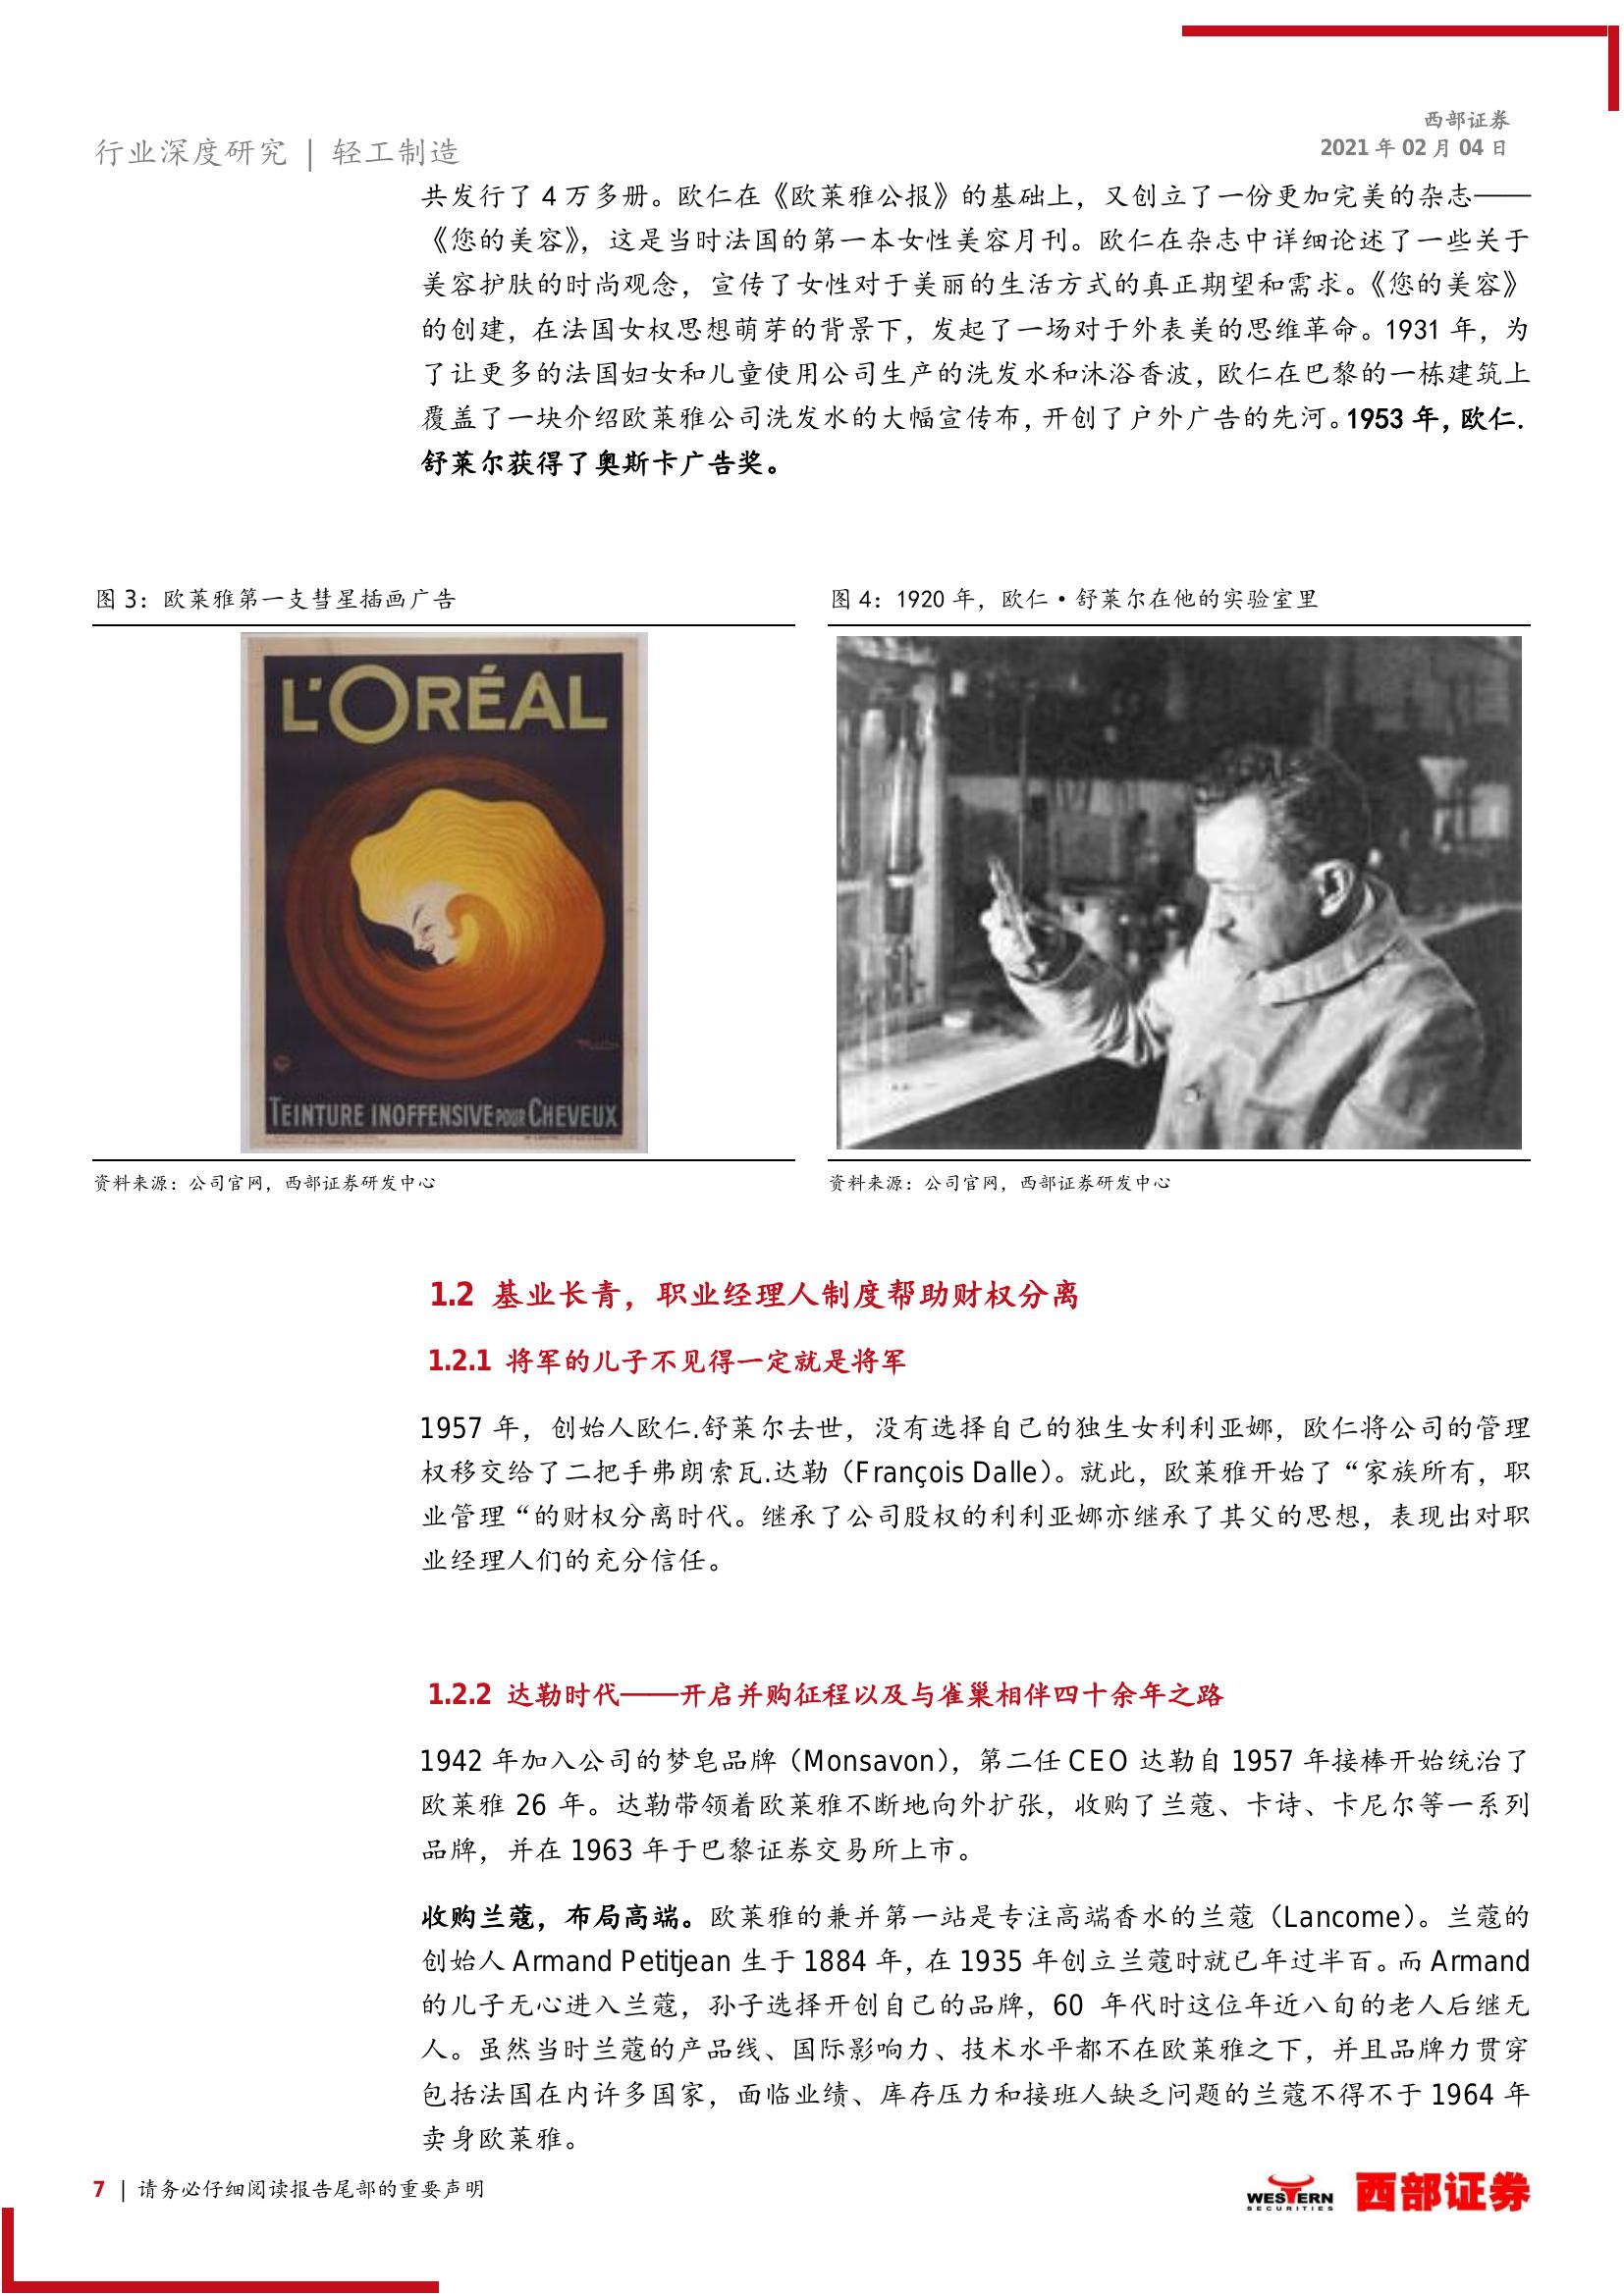 西部证券
2021 年 02 月 04 日
行业深度研究 | 轻工制造
共发行了 4 万多册。欧仁在《欧莱雅公报》的基础上，又创立了一份更加完美的杂志——
《您的美容》，这是当时法国的第一本女性美容月刊。欧仁在杂志中详细论述了一些关于
美容护肤的时尚观念，宣传了女性对于美丽的生活方式的真正期望和需求。《您的美容》
的创建，在法国女权思想萌芽的背景下，发起了一场对于外表美的思维革命。1931 年，为
了让更多的法国妇女和儿童使用公司生产的洗发水和沐浴香波，欧仁在巴黎的一栋建筑上
覆盖了一块介绍欧莱雅公司洗发水的大幅宣传布，开创了户外广告的先河。1953 年，欧仁.
舒莱尔获得了奥斯卡广告奖。
图 3：欧莱雅第一支彗星插画广告
L'ORÉAL
TEINTURE INOFFENSIVE POUR CHEVEUX
资料来源：公司官网，西部证券研发中心
图 4：1920 年，欧仁·舒莱尔在他的实验室里
资料来源：公司官网，西部证券研发中心
1.2 基业长青，职业经理人制度帮助财权分离
1.2.1 将军的儿子不见得一定就是将军
1957 年，创始人欧仁.舒莱尔去世，没有选择自己的独生女利利亚娜，欧仁将公司的管理
权移交给了二把手弗朗索瓦.达勒（François Dalle）。就此，欧莱雅开始了“家族所有，职
业管理“的财权分离时代。继承了公司股权的利利亚娜亦继承了其父的思想，表现出对职
业经理人们的充分信任。
1.2.2 达勒时代——开启并购征程以及与雀巢相伴四十余年之路
1942 年加入公司的梦皂品牌（Monsavon），第二任 CEO 达勒自 1957 年接棒开始统治了
欧莱雅 26 年。达勒带领着欧莱雅不断地向外扩张，收购了兰蔻、卡诗、卡尼尔等一系列
品牌，并在 1963 年于巴黎证券交易所上市。
收购兰蔻，布局高端。欧莱雅的兼并第一站是专注高端香水的兰蔻（Lancome）。兰蔻的
创始人 Armand Petitjean 生于 1884 年，在 1935 年创立兰蔻时就已年过半百。而 Armand
的儿子无心进入兰蔻，孙子选择开创自己的品牌，60 年代时这位年近八旬的老人后继无
人。虽然当时兰蔻的产品线、国际影响力、技术水平都不在欧莱雅之下，并且品牌力贯穿
包括法国在内许多国家，面临业绩、库存压力和接班人缺乏问题的兰蔻不得不于 1964 年
卖身欧莱雅。
7 | 请务必仔细阅读报告尾部的重要声明
WESTERN
SECURITIES
西部证券